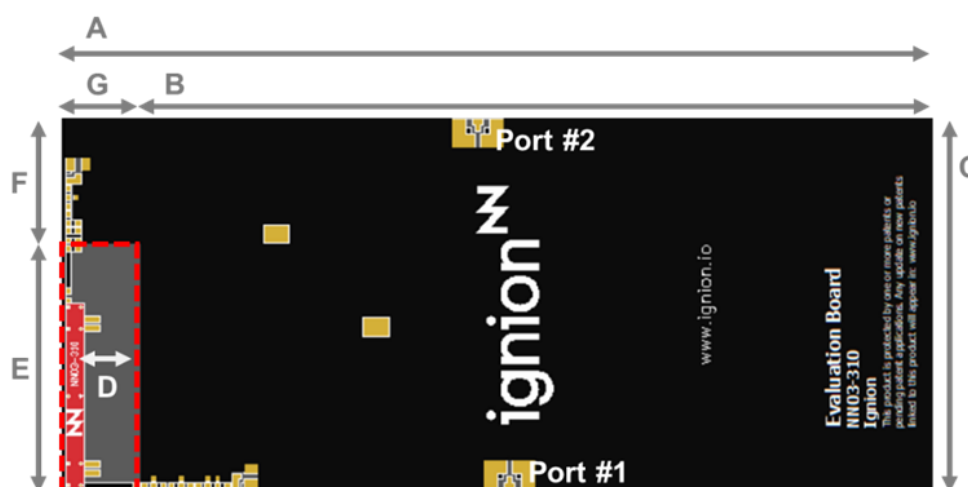 A
G
B
F
Port #2
C
ignion
www.ignion.io
Evaluation Board
NN03-310
Ignion
This product is protected by one or more patents or
pending patent applications. Any update on new patents
linked to this product will appear in: www.ignion.io
E
D
Port #1